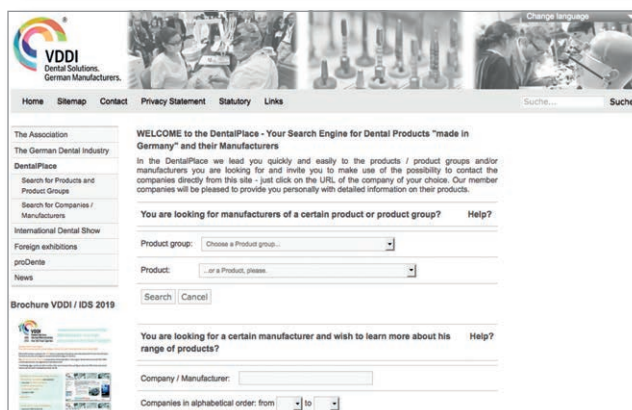 Change language
VDDI
Dental Solutions.
German Manufacturers.
Home Sitemap Contact Privacy Statement Statutory Links
Suche... Suche
The Association
The German Dental Industry
DentalPlace
Search for Products and
Product Groups
Search for Companies /
Manufacturers
International Dental Show
Foreign exhibitions
proDente
News
Brochure VDDI / IDS 2019
VDDI
WELCOME to the DentalPlace - Your Search Engine for Dental Products "made in
Germany" and their Manufacturers
In the DentalPlace we lead you quickly and easily to the products / product groups and/or
manufacturers you are looking for and invite you to make use of the possibility to contact the
companies directly from this site - just click on the URL of the company of your choice. Our member
companies will be pleased to provide you personally with detailed information on their products.
You are looking for manufacturers of a certain product or product group? Help?
Product group: Choose a Product group...
Product: ...or a Product, please.
Search Cancel
You are looking for a certain manufacturer and wish to learn more about his Help?
range of products?
Company / Manufacturer:
Companies in alphabetical order: from to